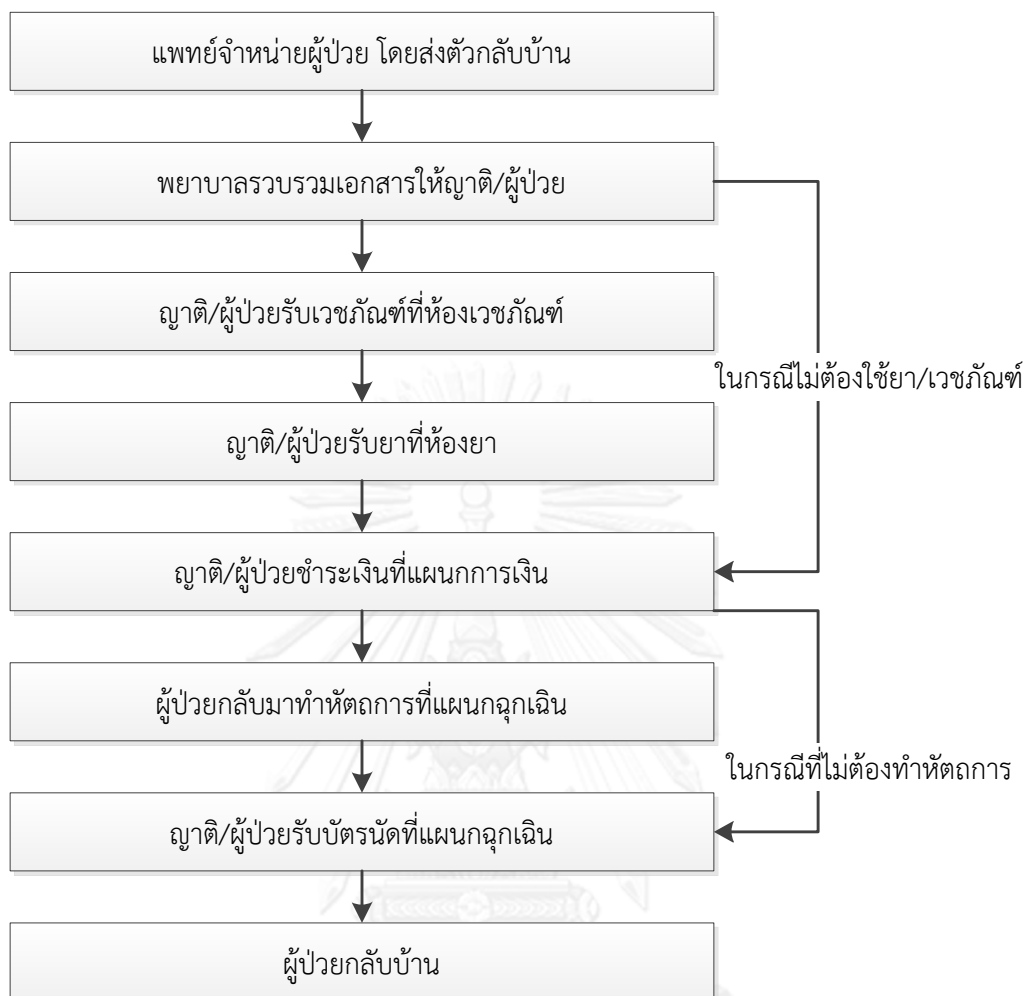 แพทย์จำหน่ายผู้ป่วย โดยส่งตัวกลับบ้าน
พยาบาลรวบรวมเอกสารให้ญาติ/ผู้ป่วย
ญาติ/ผู้ป่วยรับเวชภัณฑ์ที่ห้องเวชภัณฑ์
ในกรณีไม่ต้องใช้ยา/เวชภัณฑ์
ญาติ/ผู้ป่วยรับยาที่ห้องยา
ญาติ/ผู้ป่วยชำระเงินที่แผนกการเงิน
ผู้ป่วยกลับมาทำหัตถการที่แผนกฉุกเฉิน
ในกรณีที่ไม่ต้องทำหัตถการ
ญาติ/ผู้ป่วยรับบัตรนัดที่แผนกฉุกเฉิน
ผู้ป่วยกลับบ้าน